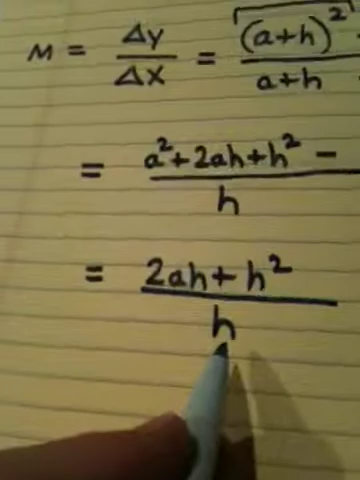 M = Δy/Δx = (a+h)²/a+h
= a²+2ah+h² –/h
= 2ah+h²/h